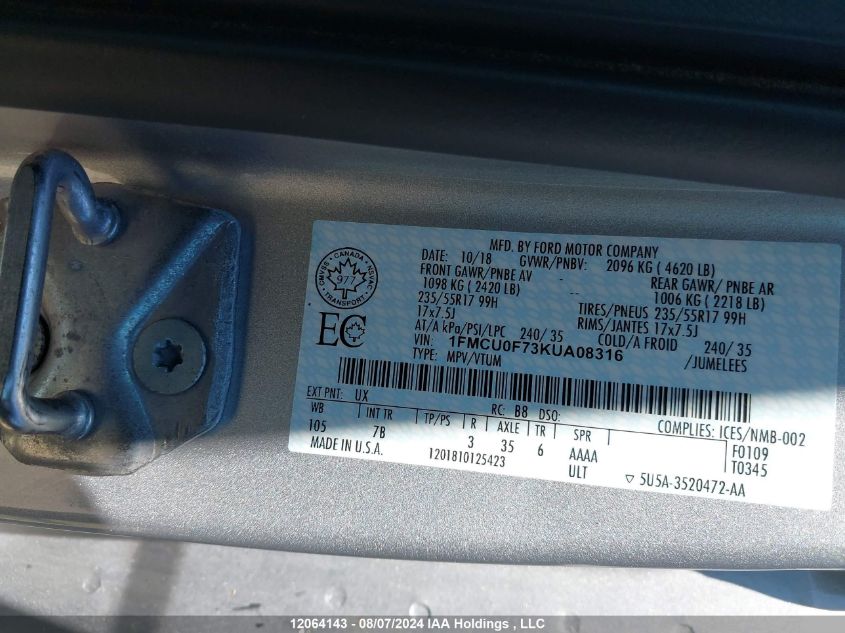 MFD. BY FORD MOTOR COMPANY
DATE: 10/18 GVWR/PNBV: 2096 KG ( 4620 LB)
FRONT GAWR/PNBE AV REAR GAWR/ PNBE AR
1098 KG ( 2420 LB) -- 1006 KG ( 2218 LB)
235/55R17 99H TIRES/PNEUS 235/55R17 99H
17x7.5J RIMS/JANTES 17x7.5J
AT/A kPa/PSI/LPC 240/ 35 COLD/A FROID 240/ 35
VIN: 1FMCU0F73KUA08316 /JUMELEES
TYPE: MPV/VTUM
CANADA
CMVSS NSVAC
977
TRANSPORT
EC
EXT PNT: UX RC: B8 DSO:
COMPLIES: ICES/NMB-002
WB INT TR TP/PS R AXLE TR SPR F0109
105 7B 3 35 6 AAAA T0345
MADE IN U.S.A. 1201810125423 ULT ▽ 5U5A-3520472-AA
12064143 - 08/07/2024 IAA Holdings , LLC